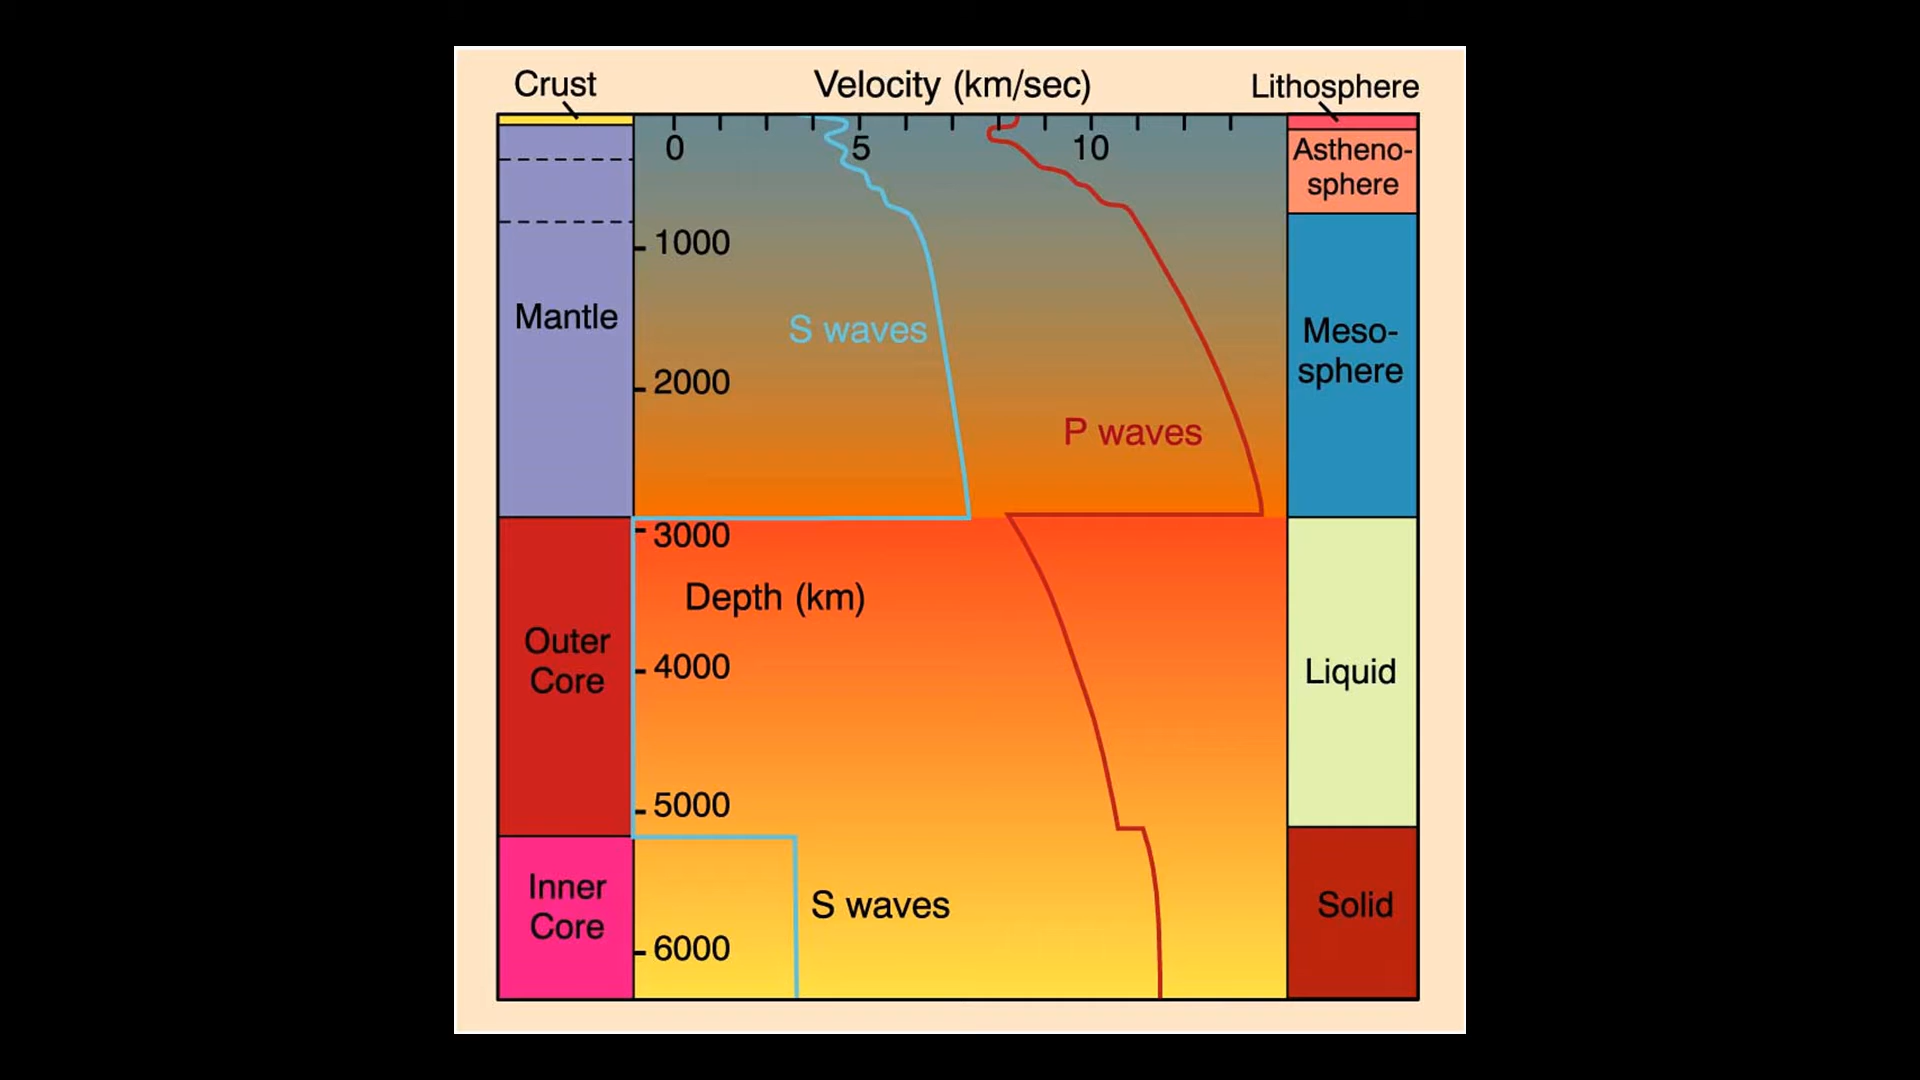 Crust
Velocity (km/sec)
Lithosphere
0
5
10
Astheno-
sphere
1000
Mantle
S waves
Meso-
sphere
2000
P waves
3000
Depth (km)
Outer
Core
4000
Liquid
5000
Inner
Core
S waves
Solid
6000